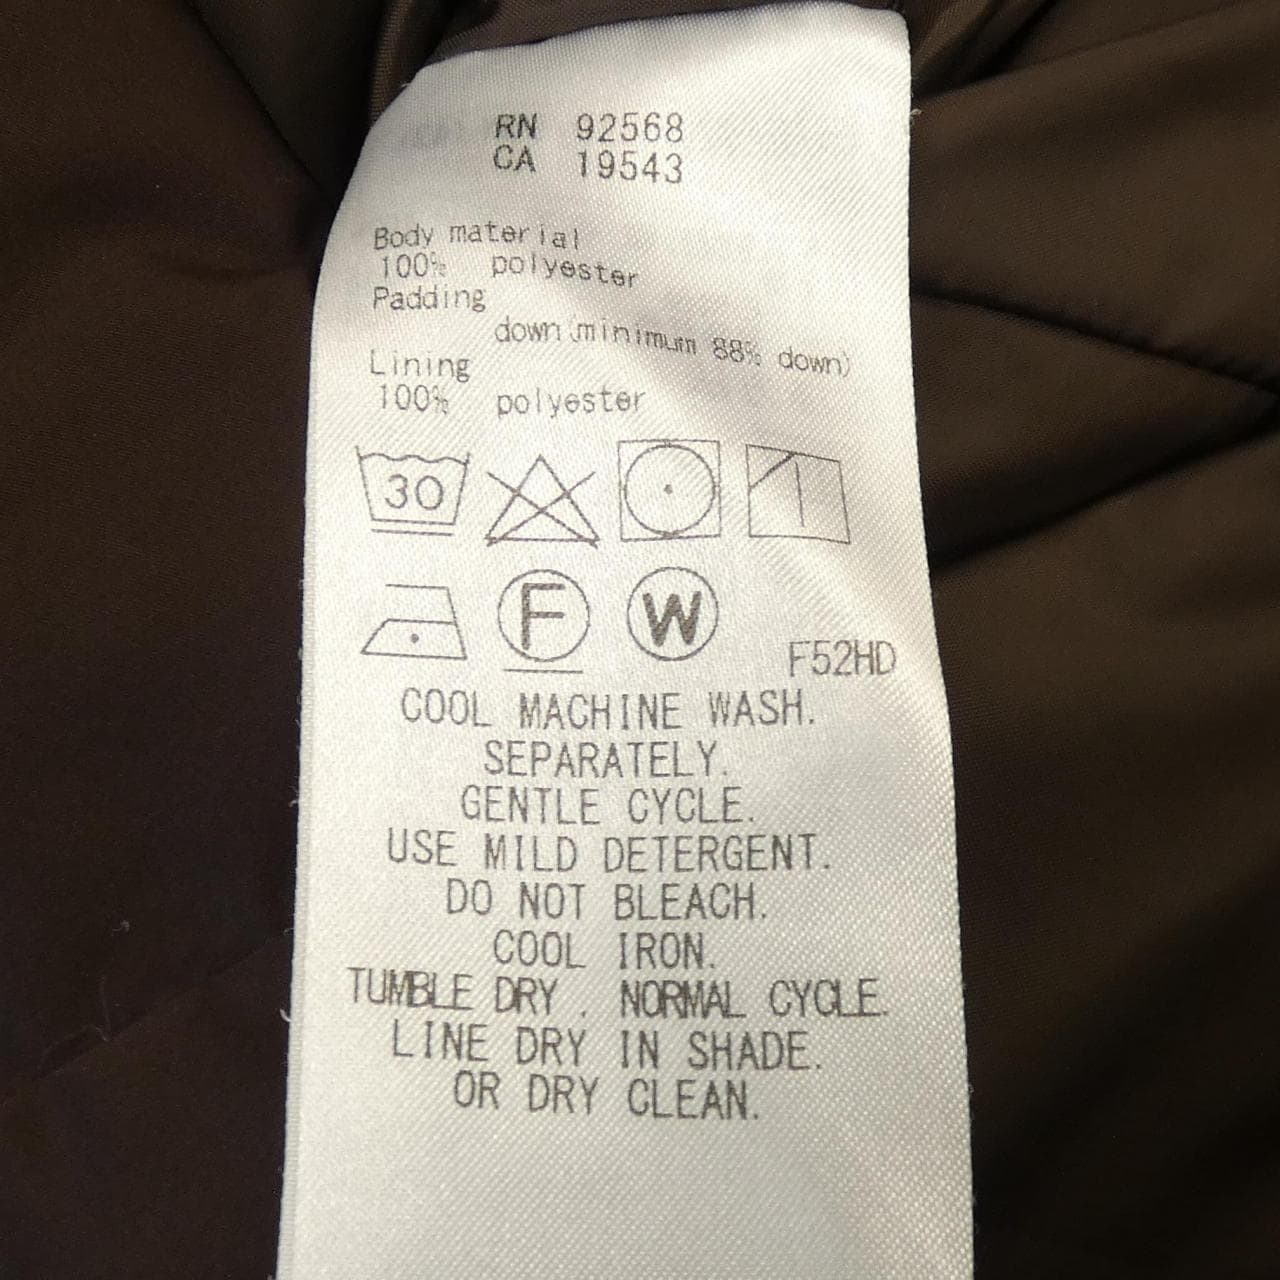 RN 92568
CA 19543
Body material
100% polyester
Padding
down(minimum 88% down)
Lining
100% polyester
30
F W
F52HD
COOL MACHINE WASH.
SEPARATELY.
GENTLE CYCLE.
USE MILD DETERGENT.
DO NOT BLEACH.
COOL IRON.
TUMBLE DRY . NORMAL CYCLE.
LINE DRY IN SHADE.
OR DRY CLEAN.